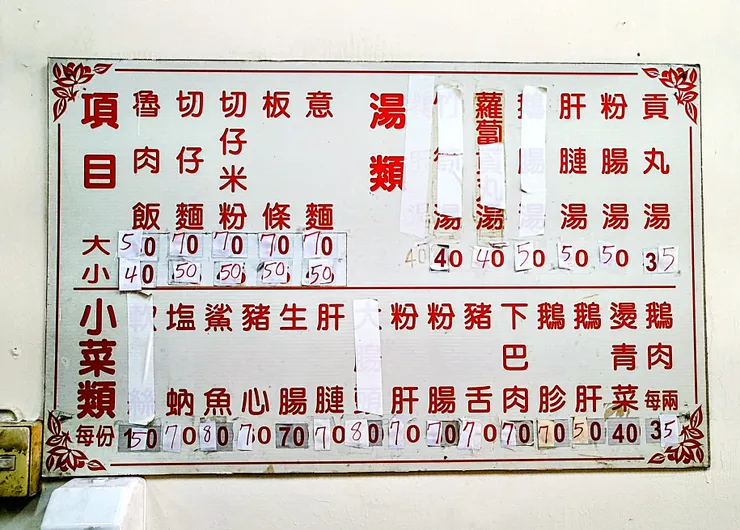 項目
魯肉飯
切仔麵
切仔米粉
板條
意麵
大 50 70 70 70 70
小 40 50 50 50 50
湯類
湯
蘿蔔湯
肝腱湯
粉腸湯
貢丸湯
40 40 40 50 50 50 35
小菜類
塩蚋
鯊魚
豬心
生腸
肝腱
粉肝
粉腸
豬舌
下巴肉
鵝胗
鵝肝
燙青菜
鵝肉每兩
每份 150 70 80 70 70 70 80 70 70 70 70 70 50 40 35